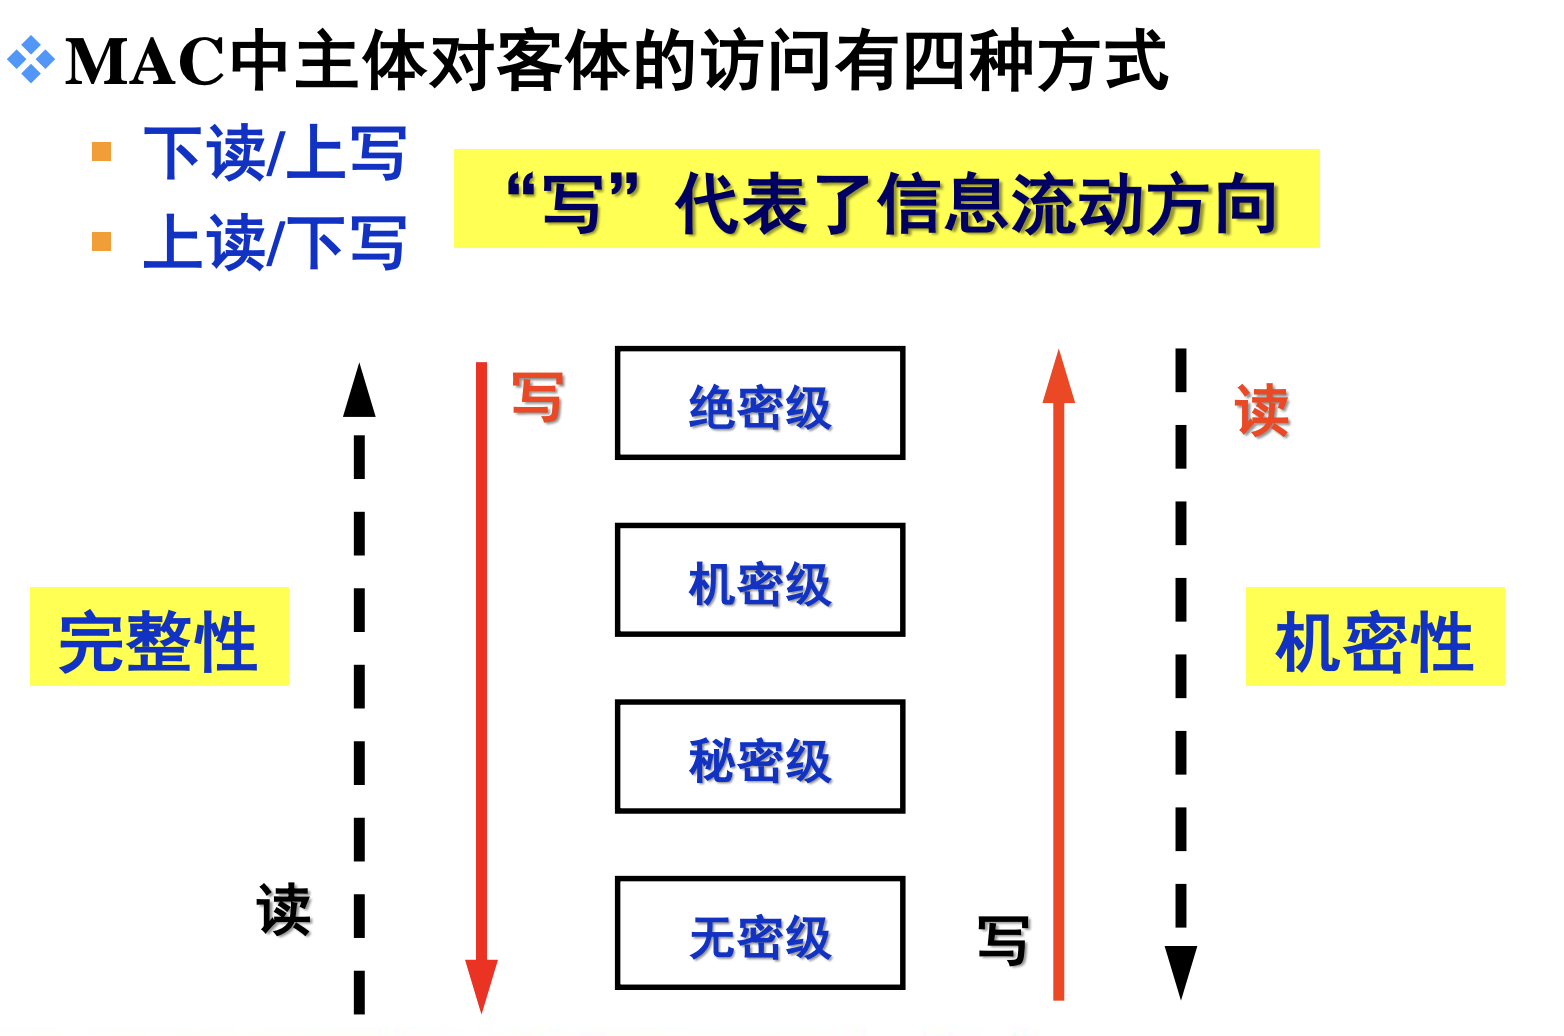 MAC中主体对客体的访问有四种方式
下读/上写
上读/下写
“写”代表了信息流动方向
写
绝密级
读
机密级
完整性
机密性
秘密级
读
无密级
写